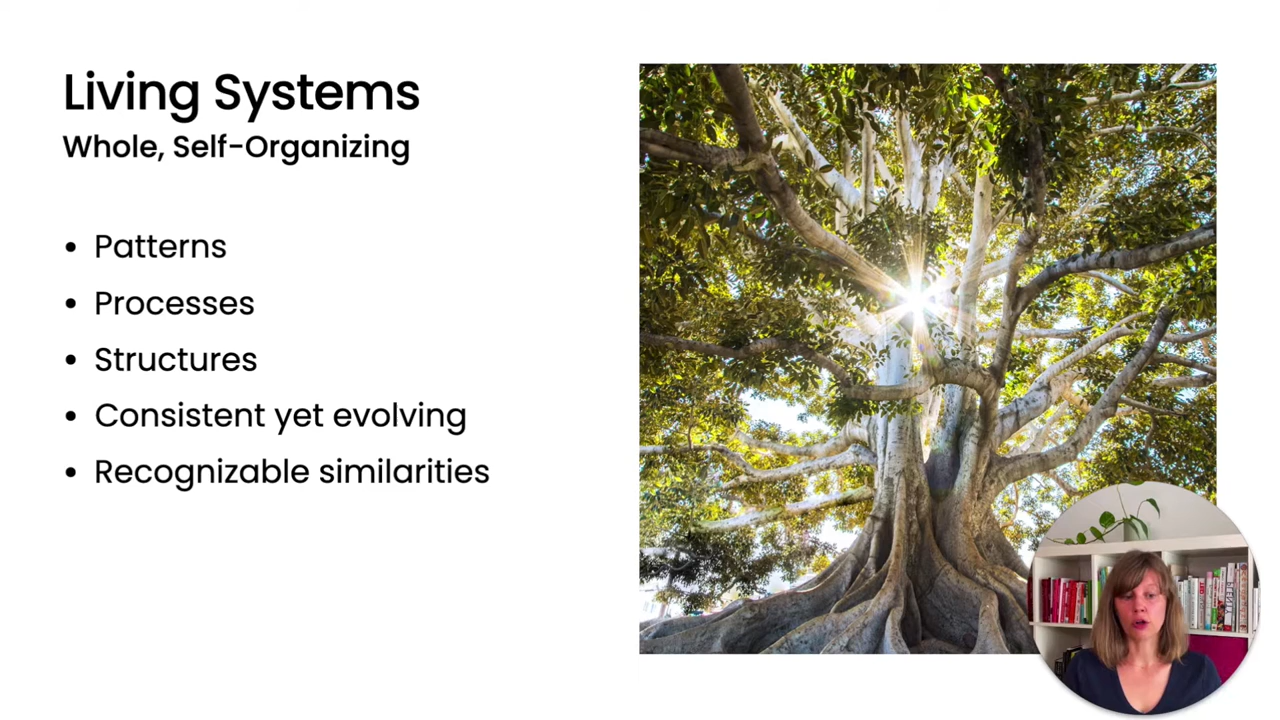 Living Systems
Whole, Self-Organizing
• Patterns
• Processes
• Structures
• Consistent yet evolving
• Recognizable similarities